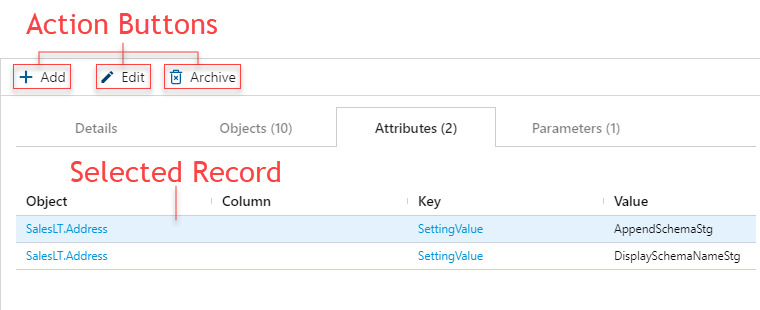 Action Buttons
Add Edit Archive
Details Objects (10) Attributes (2) Parameters (1)
Selected Record
Object Column Key Value
SalesLT.Address SettingValue AppendSchemaStg
SalesLT.Address SettingValue DisplaySchemaNameStg